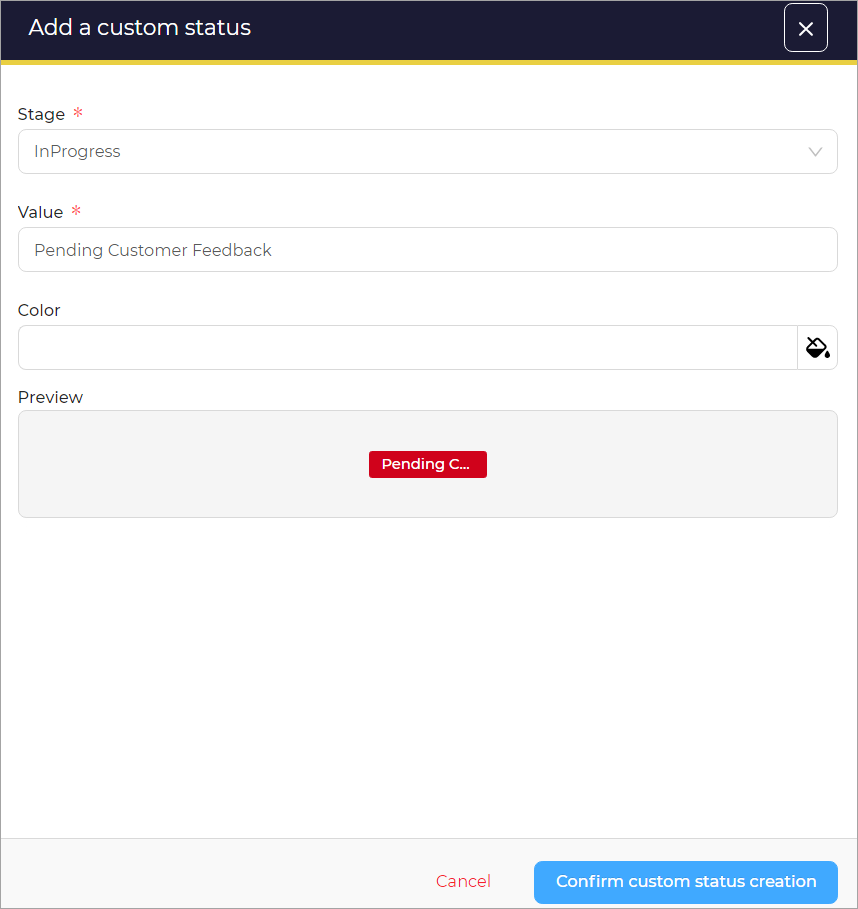 Add a custom status
Stage *
InProgress
Value *
Pending Customer Feedback
Color
Preview
Pending C...
Cancel
Confirm custom status creation